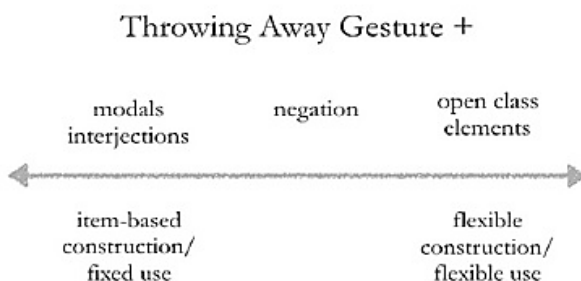 Throwing Away Gesture +
modals
interjections
negation
open class
elements
item-based
construction/
fixed use
flexible
construction/
flexible use